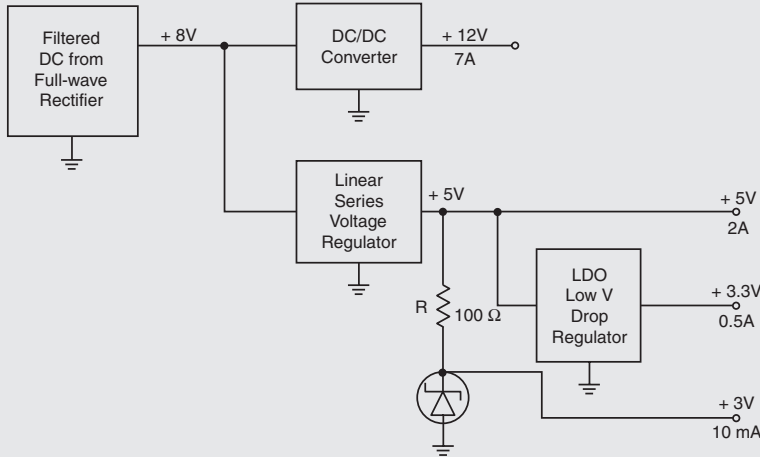 Filtered
DC from
Full-wave
Rectifier
+ 8V
DC/DC
Converter
+ 12V
7A
Linear
Series
Voltage
Regulator
+ 5V
+ 5V
2A
R
100 Ω
LDO
Low V
Drop
Regulator
+ 3.3V
0.5A
+ 3V
10 mA